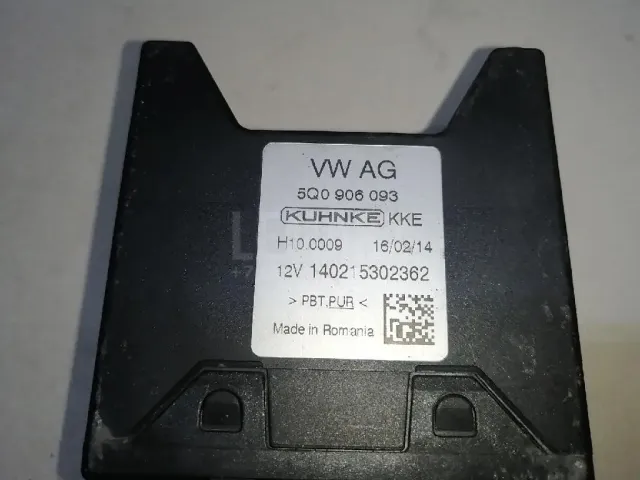 VW AG
5Q0 906 093
KUHNKE KKE
H10.0009 16/02/14
12V 140215302362
> PBT,PUR <
Made in Romania